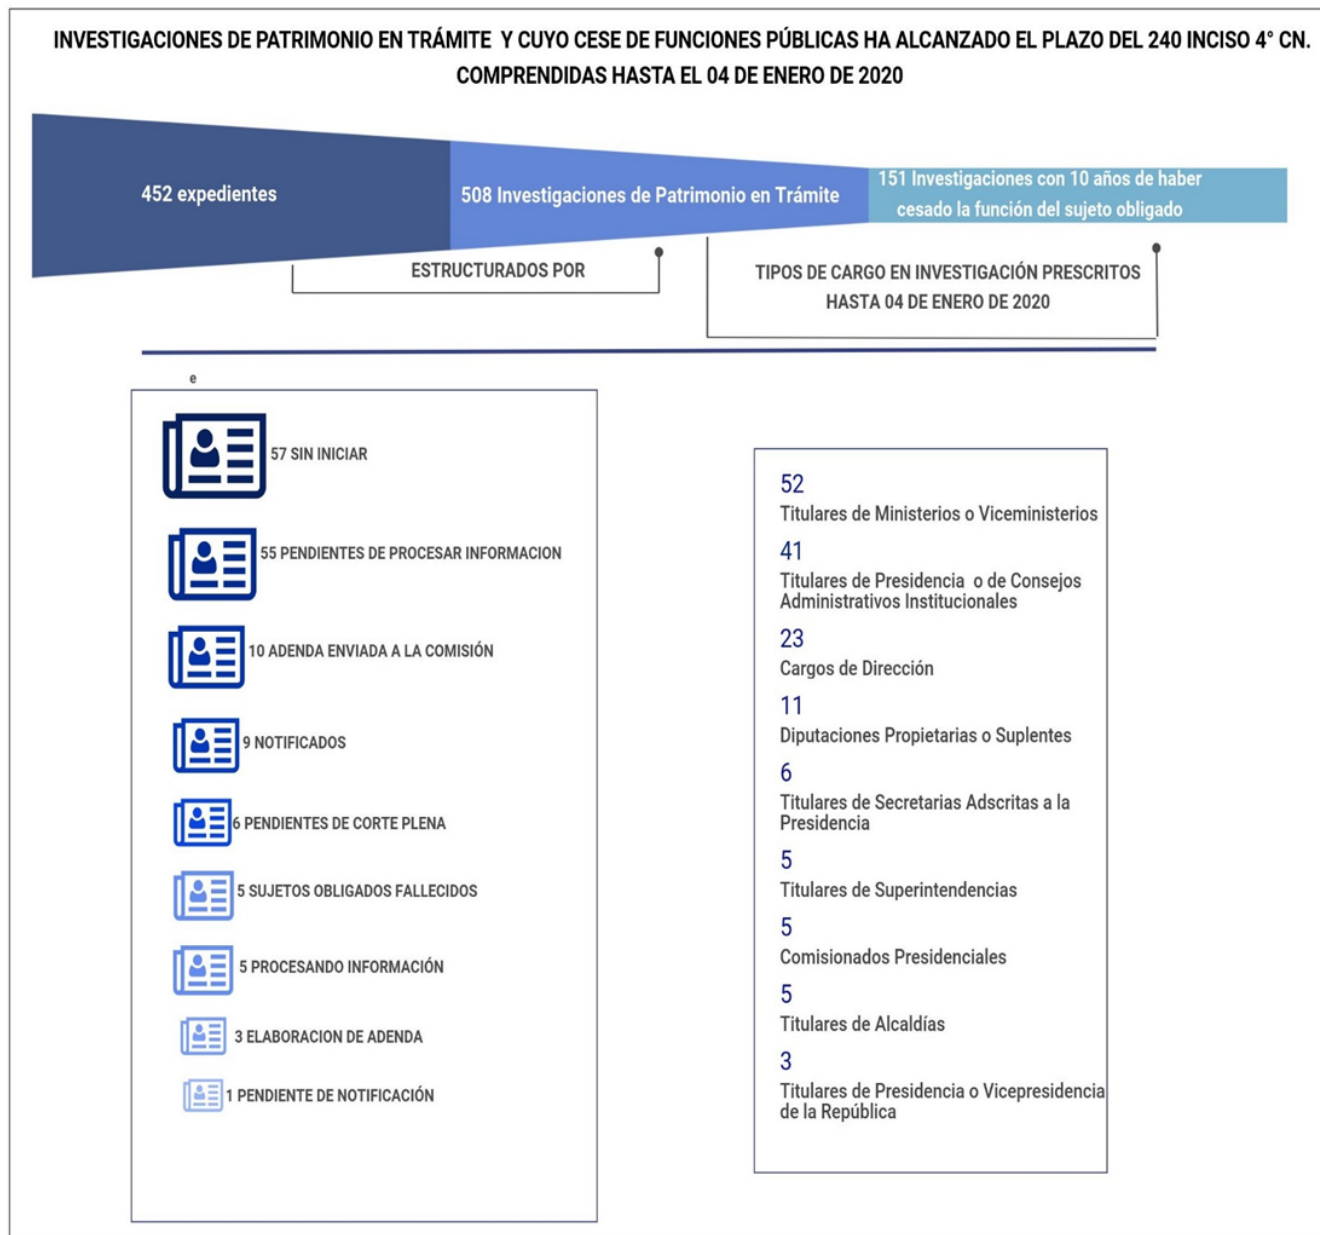 INVESTIGACIONES DE PATRIMONIO EN TRÁMITE Y CUYO CESE DE FUNCIONES PÚBLICAS HA ALCANZADO EL PLAZO DEL 240 INCISO 4° CN.
COMPRENDIDAS HASTA EL 04 DE ENERO DE 2020
452 expedientes
508 Investigaciones de Patrimonio en Trámite
151 Investigaciones con 10 años de haber
cesado la función del sujeto obligado
ESTRUCTURADOS POR
TIPOS DE CARGO EN INVESTIGACIÓN PRESCRITOS
HASTA 04 DE ENERO DE 2020
e
57 SIN INICIAR
55 PENDIENTES DE PROCESAR INFORMACION
10 ADENDA ENVIADA A LA COMISIÓN
9 NOTIFICADOS
6 PENDIENTES DE CORTE PLENA
5 SUJETOS OBLIGADOS FALLECIDOS
5 PROCESANDO INFORMACIÓN
3 ELABORACION DE ADENDA
1 PENDIENTE DE NOTIFICACIÓN
52
Titulares de Ministerios o Viceministerios
41
Titulares de Presidencia o de Consejos
Administrativos Institucionales
23
Cargos de Dirección
11
Diputaciones Propietarias o Suplentes
6
Titulares de Secretarias Adscritas a la
Presidencia
5
Titulares de Superintendencias
5
Comisionados Presidenciales
5
Titulares de Alcaldías
3
Titulares de Presidencia o Vicepresidencia
de la República